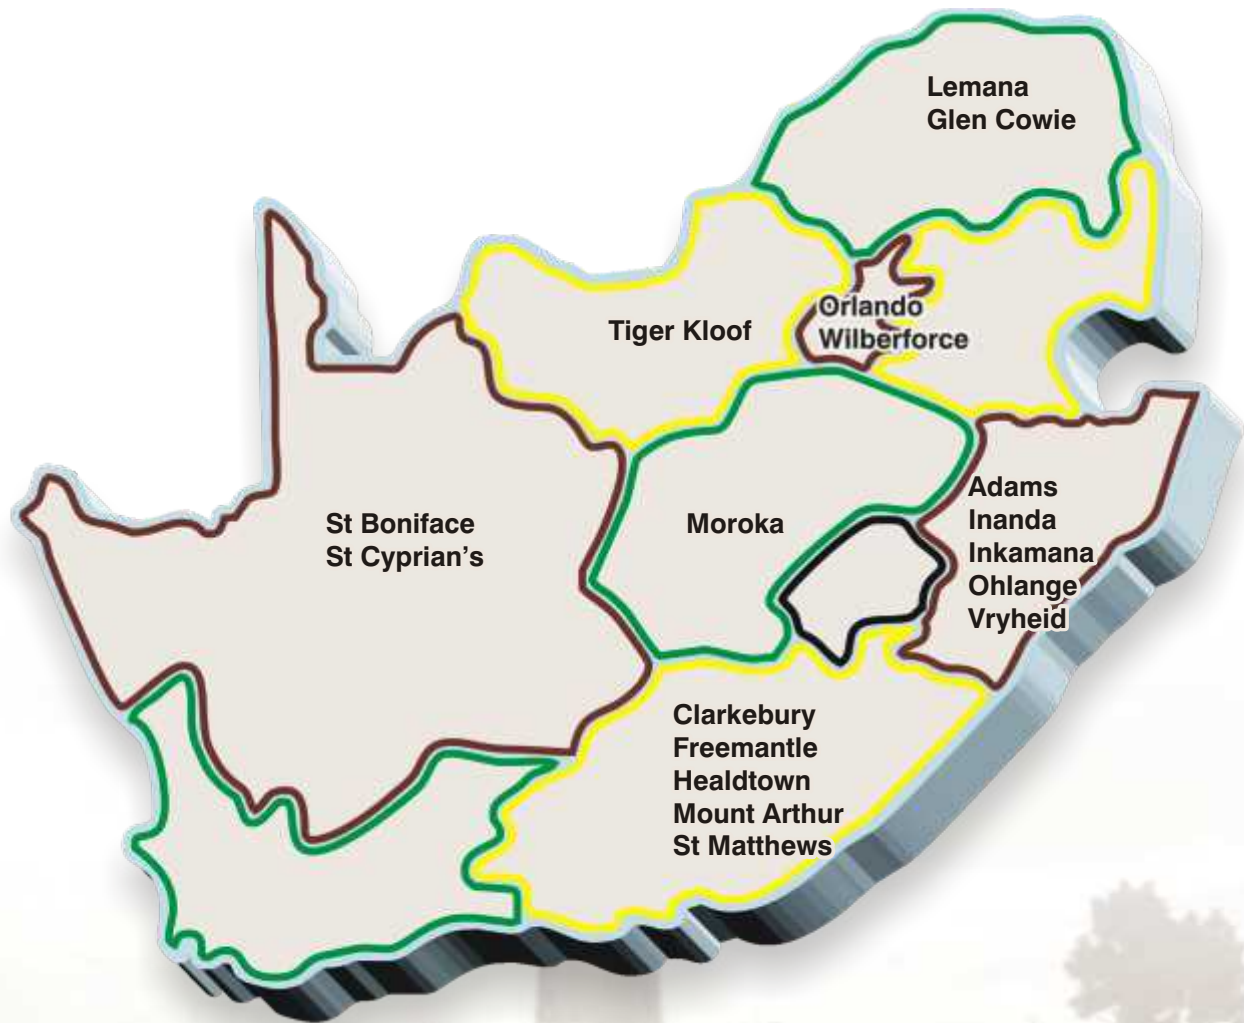 Lemana
Glen Cowie
Orlando
Wilberforce
Tiger Kloof
Adams
Inanda
Inkamana
Ohlange
Vryheid
St Boniface
St Cyprian’s
Moroka
Clarkebury
Freemantle
Healdtown
Mount Arthur
St Matthews